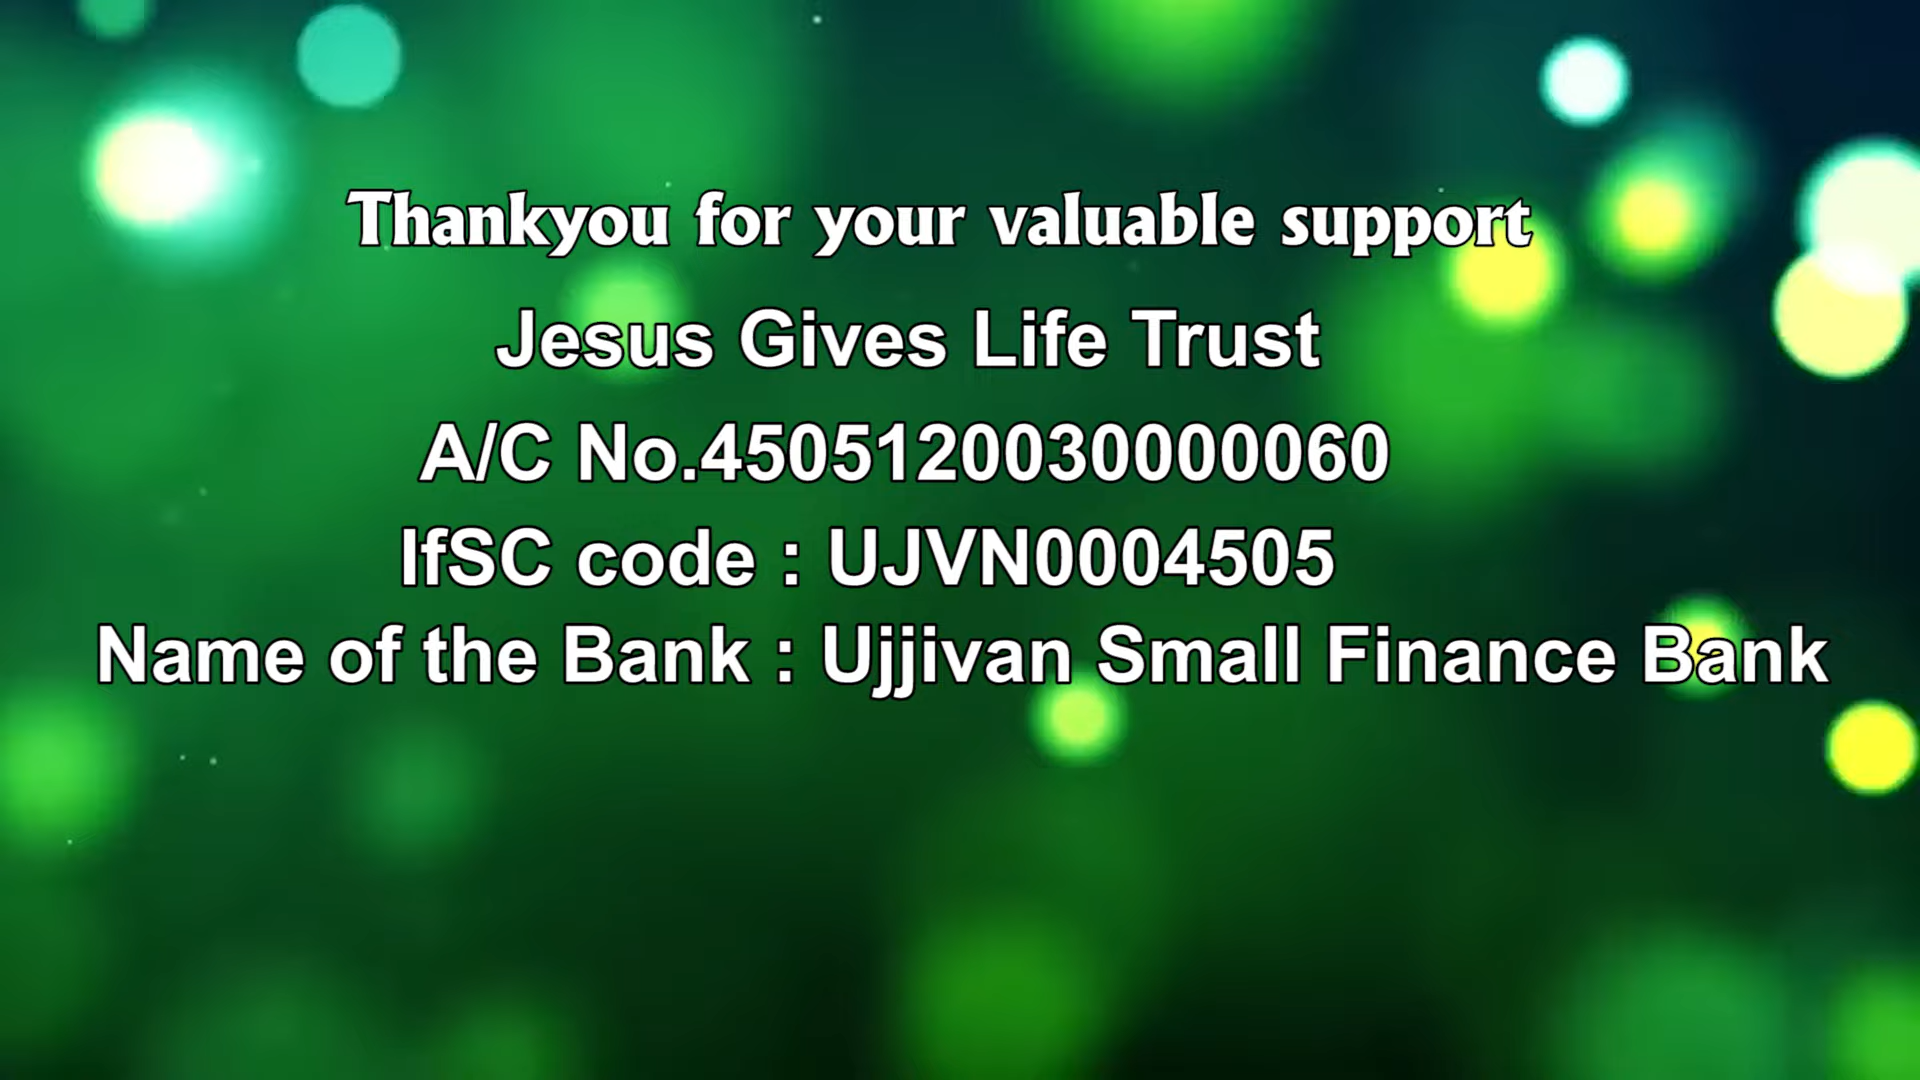 Thankyou for your valuable support
Jesus Gives Life Trust
A/C No.4505120030000060
IfSC code : UJVN0004505
Name of the Bank : Ujjivan Small Finance Bank